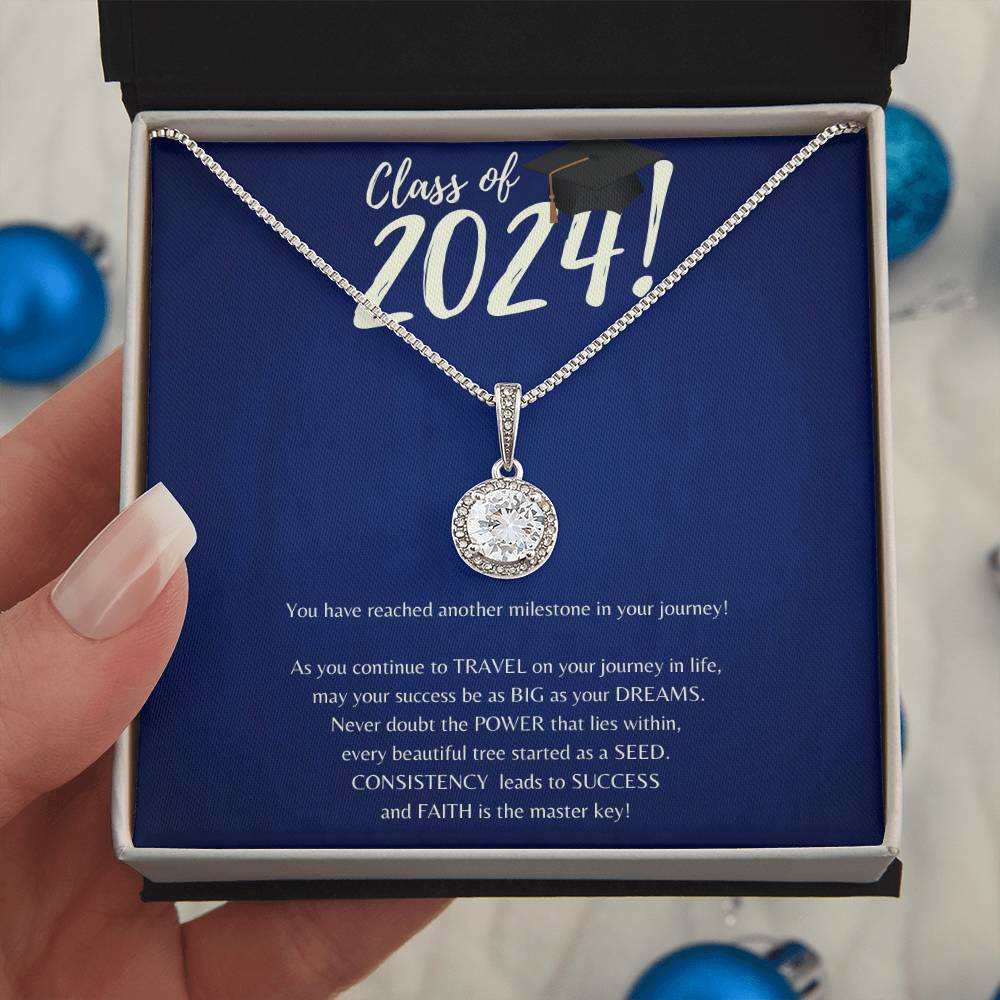 Class of
2024!
You have reached another milestone in your journey!
As you continue to TRAVEL on your journey in life,
may your success be as BIG as your DREAMS.
Never doubt the POWER that lies within,
every beautiful tree started as a SEED.
CONSISTENCY leads to SUCCESS
and FAITH is the master key!